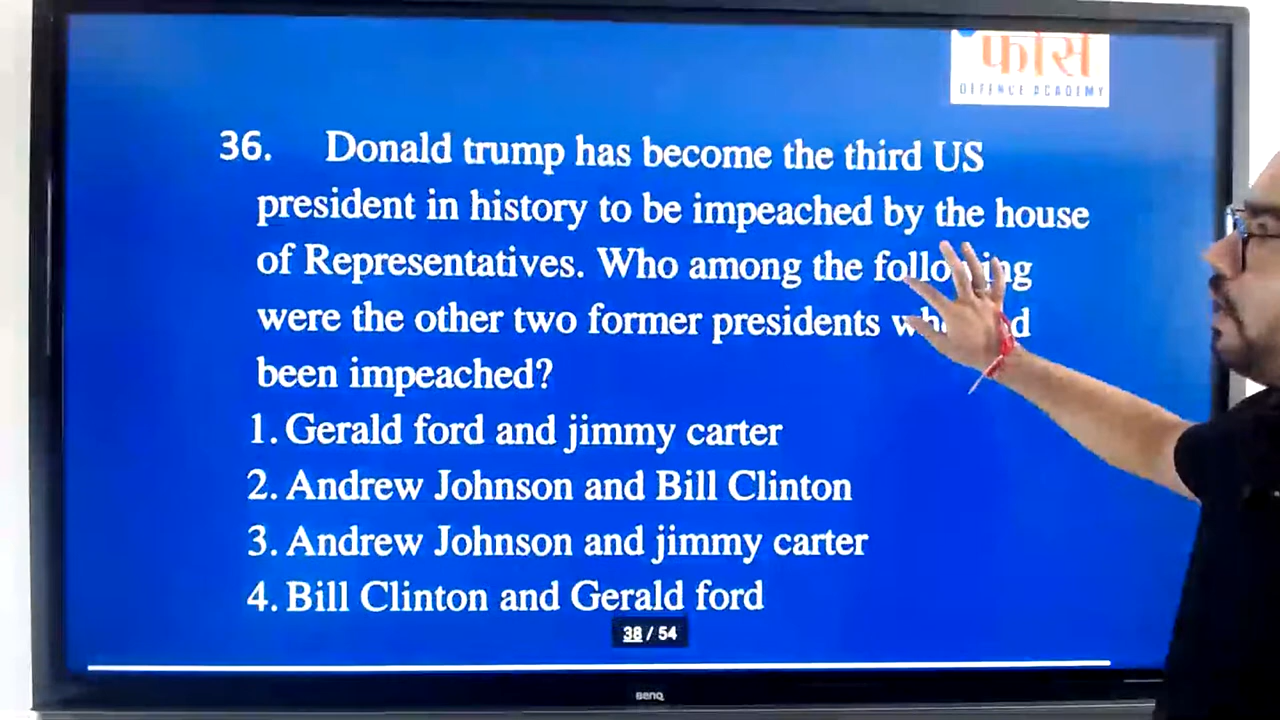 फोर्स
DEFENCE ACADEMY
36. Donald trump has become the third US
president in history to be impeached by the house
of Representatives. Who among the following
were the other two former presidents who had
been impeached?
1. Gerald ford and jimmy carter
2. Andrew Johnson and Bill Clinton
3. Andrew Johnson and jimmy carter
4. Bill Clinton and Gerald ford
38 / 54
BenQ